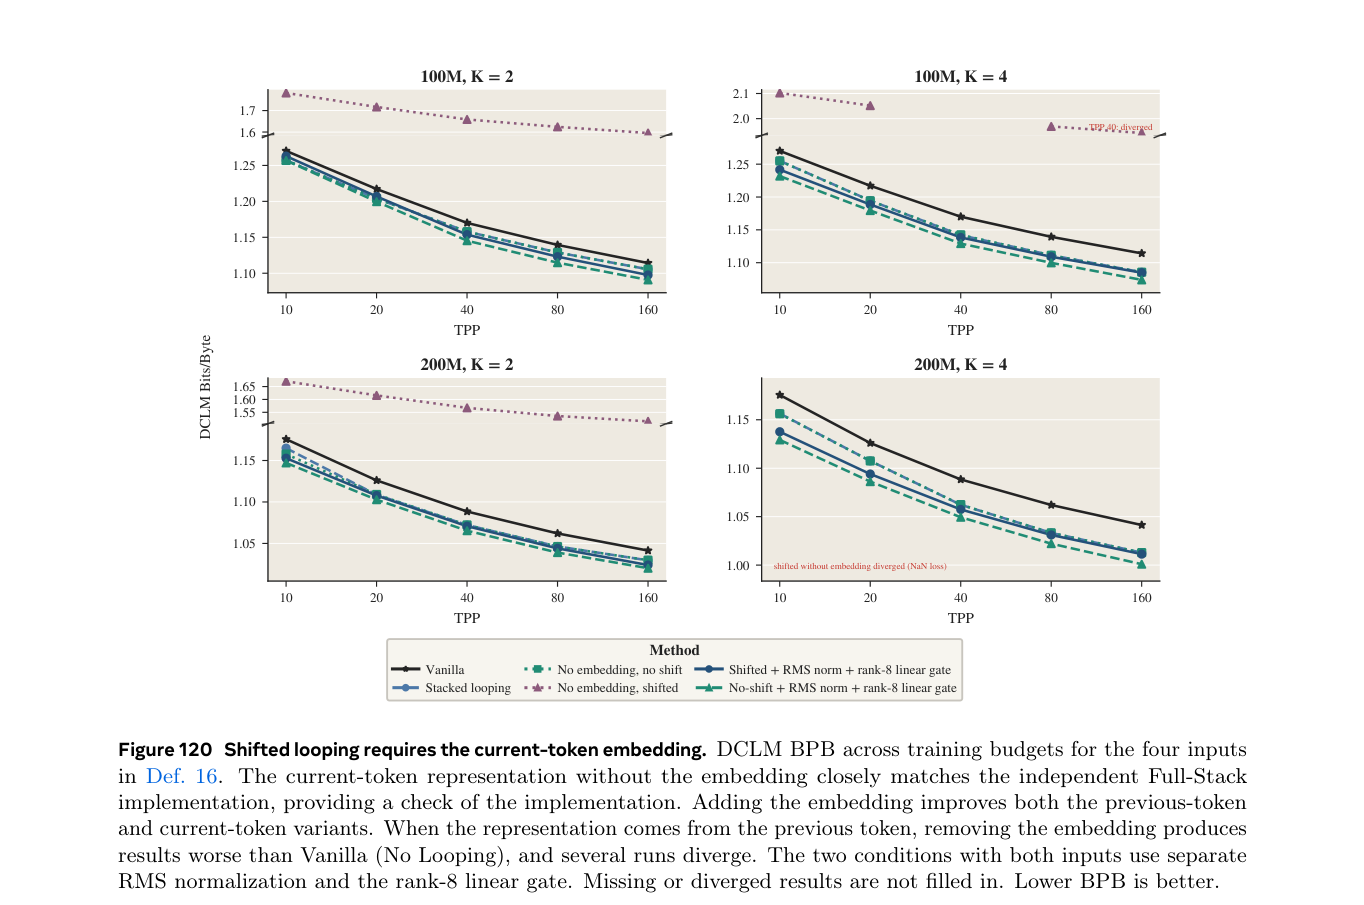 100M, K = 2
1.7
1.6
1.25
1.20
1.15
1.10
10 20 40 80 160
TPP
100M, K = 4
2.1
2.0
TPP 40: diverged
1.25
1.20
1.15
1.10
10 20 40 80 160
TPP
DCLM Bits/Byte
200M, K = 2
1.65
1.60
1.55
1.15
1.10
1.05
10 20 40 80 160
TPP
200M, K = 4
1.15
1.10
1.05
1.00
shifted without embedding diverged (NaN loss)
10 20 40 80 160
TPP
Method
Vanilla No embedding, no shift Shifted + RMS norm + rank-8 linear gate
Stacked looping No embedding, shifted No-shift + RMS norm + rank-8 linear gate
Figure 120 Shifted looping requires the current-token embedding. DCLM BPB across training budgets for the four inputs
in Def. 16. The current-token representation without the embedding closely matches the independent Full-Stack
implementation, providing a check of the implementation. Adding the embedding improves both the previous-token
and current-token variants. When the representation comes from the previous token, removing the embedding produces
results worse than Vanilla (No Looping), and several runs diverge. The two conditions with both inputs use separate
RMS normalization and the rank-8 linear gate. Missing or diverged results are not filled in. Lower BPB is better.